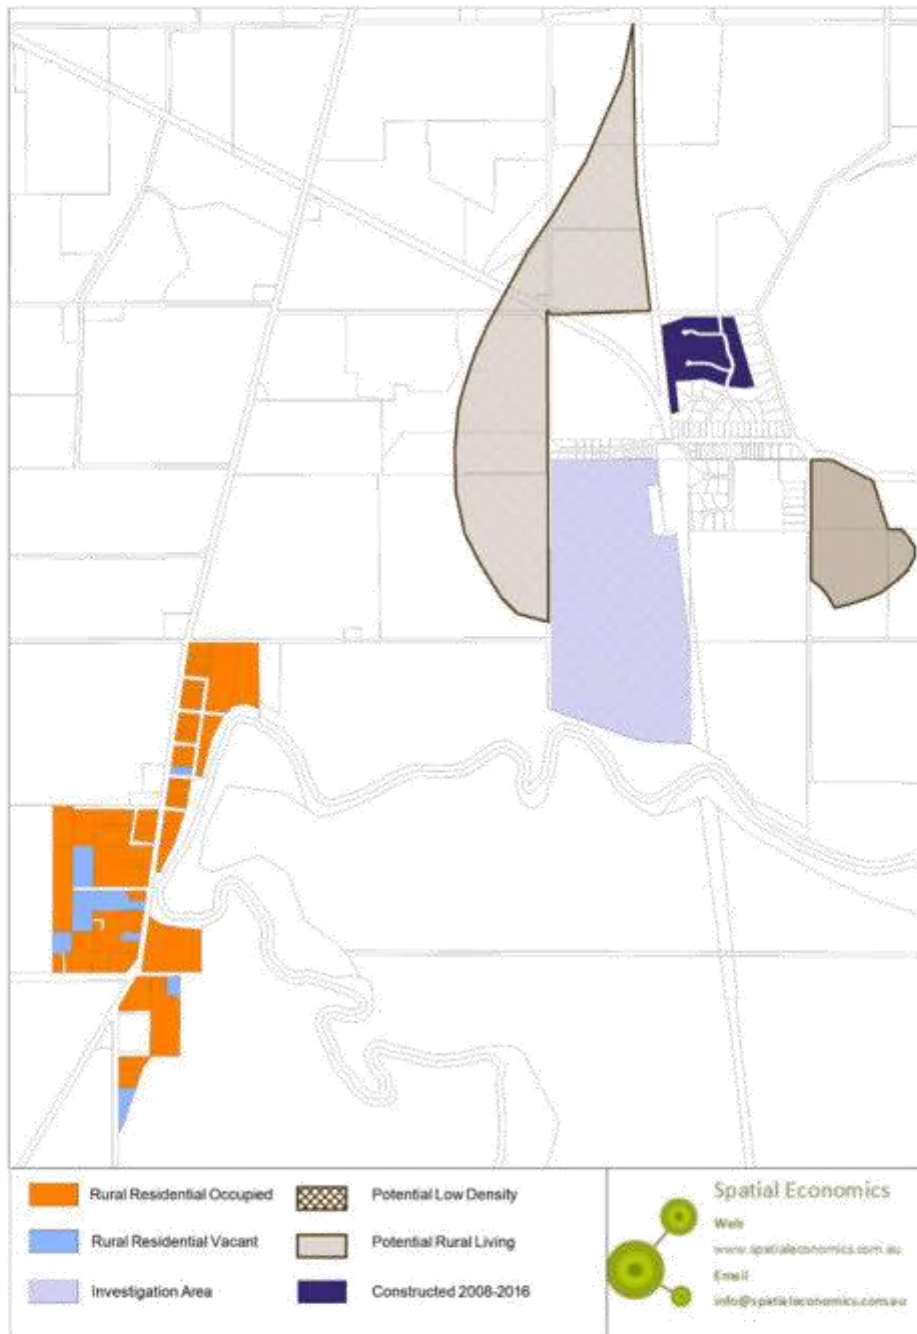 Rural Residential Occupied
Potential Low Density
Rural Residential Vacant
Potential Rural Living
Investigation Area
Constructed 2008-2016
Spatial Economics
Web
www.spatialeconomics.com.au
Email
info@spatialeconomics.com.au